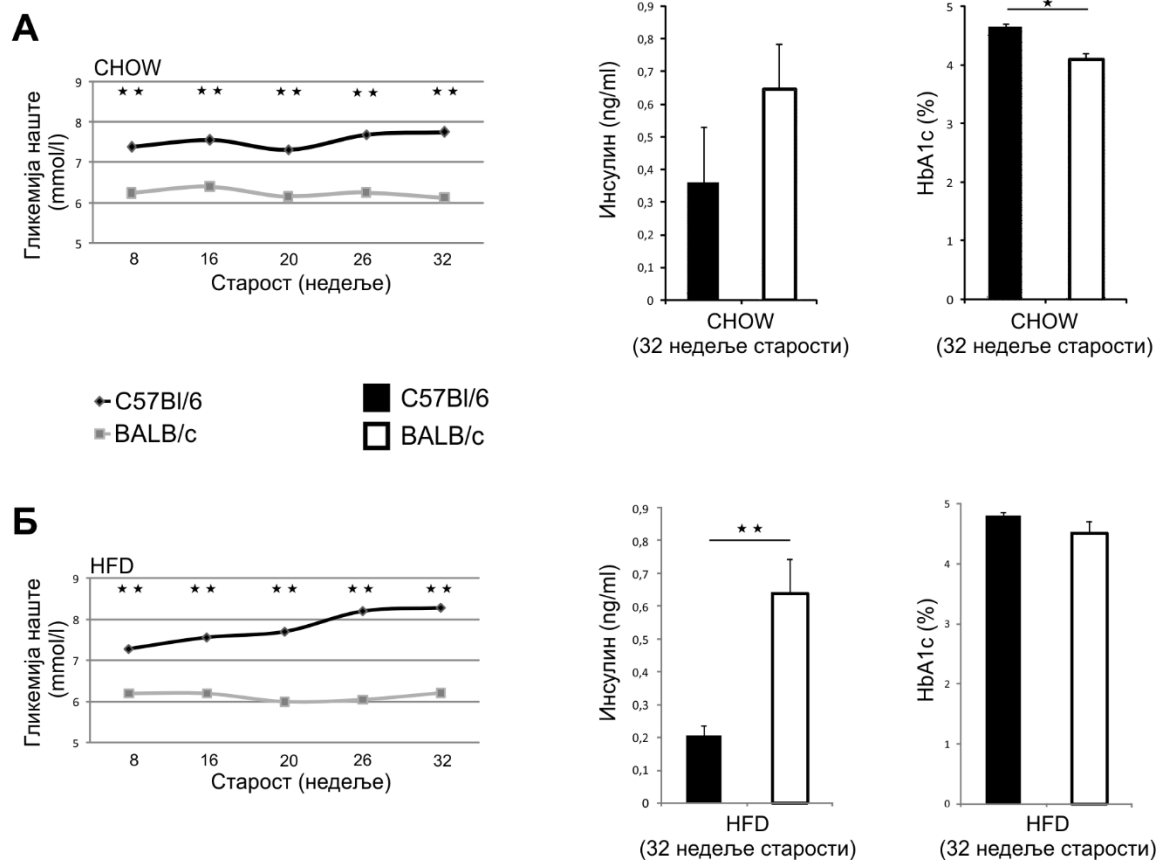 А
CHOW
★ ★ ★ ★ ★ ★ ★ ★ ★ ★
Гликемија наште
(mmol/l)
9
8
7
6
5
8 16 20 26 32
Старост (недеље)
Инсулин (ng/ml)
0,9
0,8
0,7
0,6
0,5
0,4
0,3
0,2
0,1
0
CHOW
(32 недеље старости)
★
HbA1c (%)
5
4
3
2
1
0
CHOW
(32 недеље старости)
C57Bl/6
BALB/c
C57Bl/6
BALB/c
Б
HFD
★ ★ ★ ★ ★ ★ ★ ★ ★ ★
Гликемија наште
(mmol/l)
9
8
7
6
5
8 16 20 26 32
Старост (недеље)
★ ★
Инсулин (ng/ml)
0,9
0,8
0,7
0,6
0,5
0,4
0,3
0,2
0,1
0
HFD
(32 недеље старости)
HbA1c (%)
5
4
3
2
1
0
HFD
(32 недеље старости)